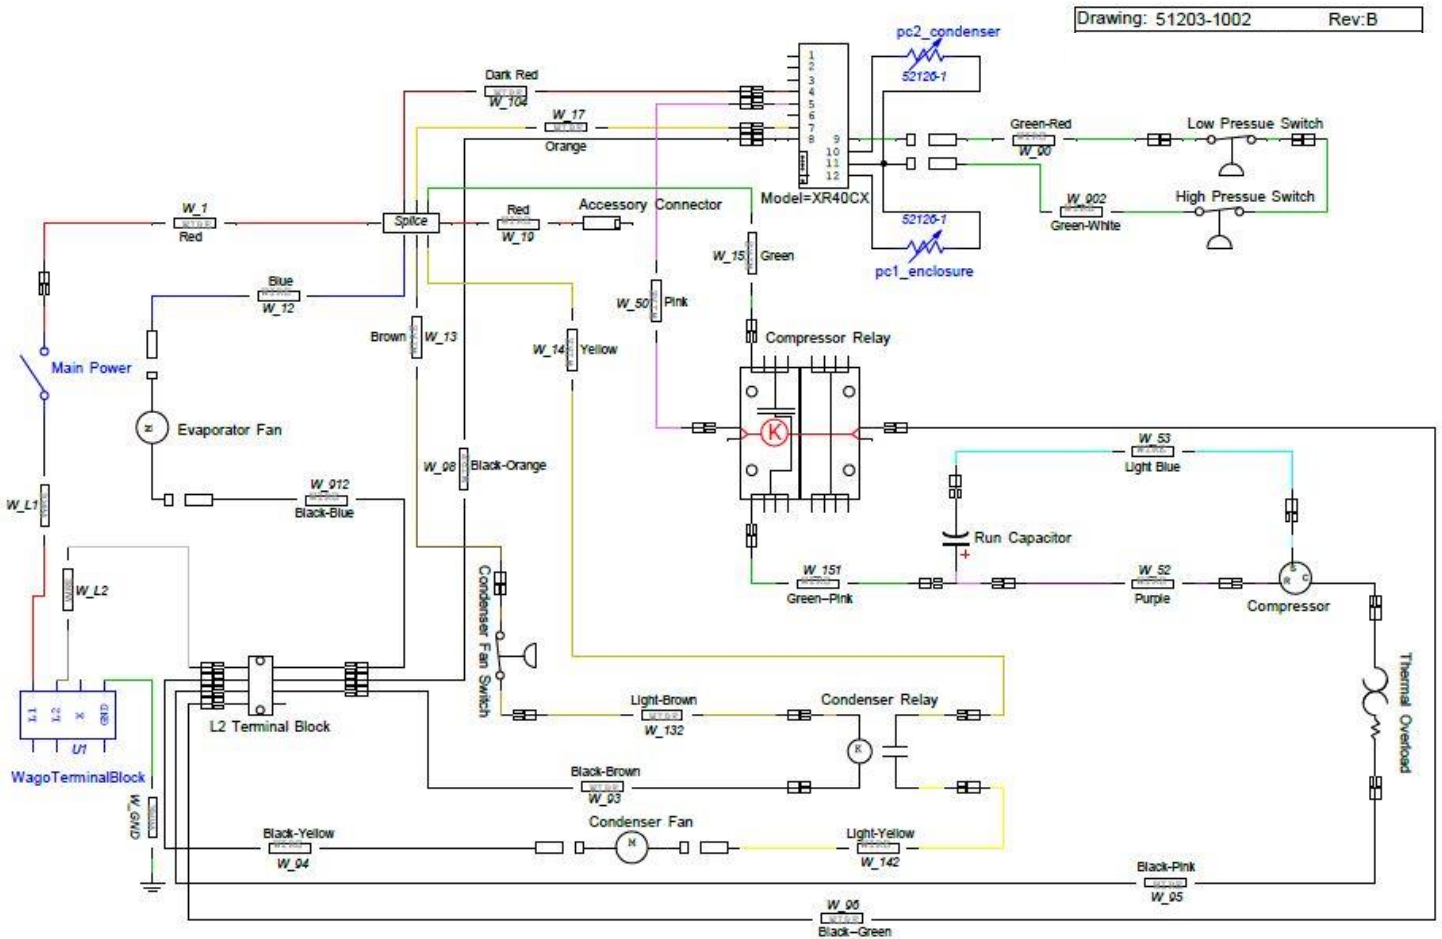 Drawing: 51203-1002 Rev:B
pc2_condenser
52126-1
1
2
3
4
5
6
7
8
9
10
11
12
Model=XR40CX
Dark Red
W_104
W_17
Orange
Green-Red
W_90
Low Pressue Switch
W_902
Green-White
High Pressue Switch
52126-1
pc1_enclosure
W_1
Red
Splice
Red
W_19
Accessory Connector
W_15
Green
Blue
W_12
W_50
Pink
Brown
W_13
W_14
Yellow
Compressor Relay
K
Main Power
M
Evaporator Fan
W_98
Black-Orange
W_53
Light Blue
W_L1
W_912
Black-Blue
Run Capacitor
+
W_L2
W_151
Green-Pink
W_52
Purple
S
R
C
Compressor
Condenser Fan Switch
Thermal Overload
L1
L2
X
GND
U1
WagoTerminalBlock
L2 Terminal Block
Light-Brown
W_132
Condenser Relay
K
Black-Brown
W_93
W_GND
Black-Yellow
W_94
Condenser Fan
M
Light-Yellow
W_142
Black-Pink
W_95
W_96
Black-Green